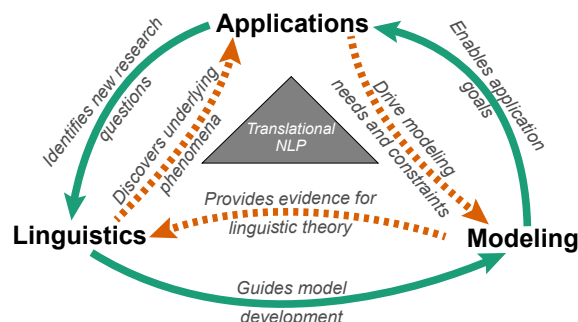 Applications
Identifies new research
questions
Discovers underlying
phenomena
Translational
NLP
Drive modeling
needs and constraints
Enables application
goals
Provides evidence for
linguistic theory
Linguistics
Modeling
Guides model
development